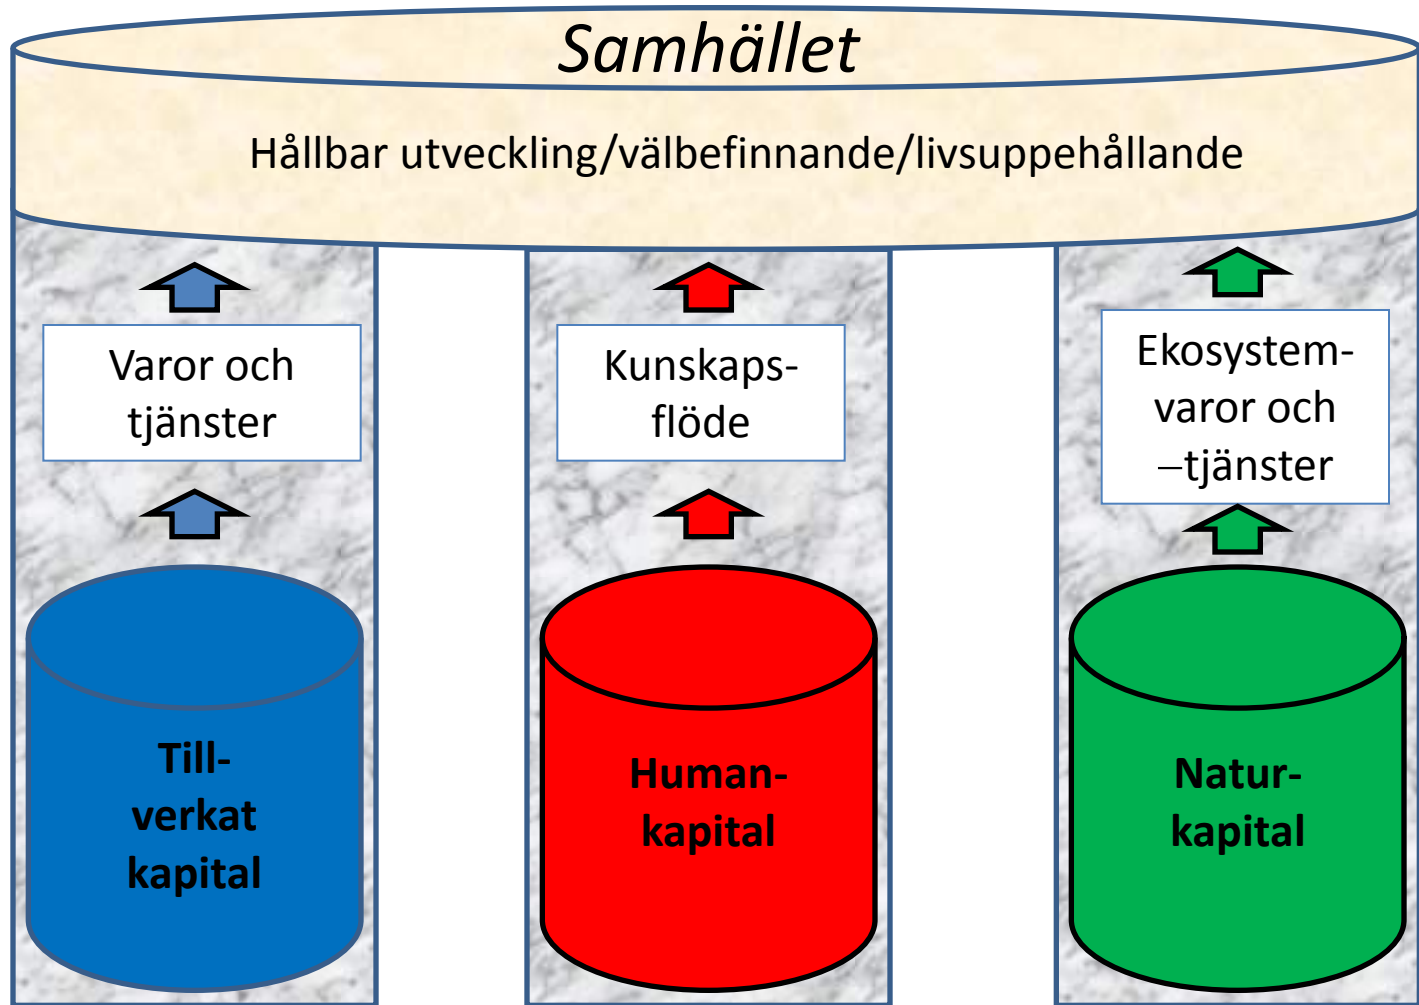 Samhället
Hållbar utveckling/välbefinnande/livsuppehållande
Varor och
tjänster
Kunskaps-
flöde
Ekosystem-
varor och
–tjänster
Till-
verkat
kapital
Human-
kapital
Natur-
kapital